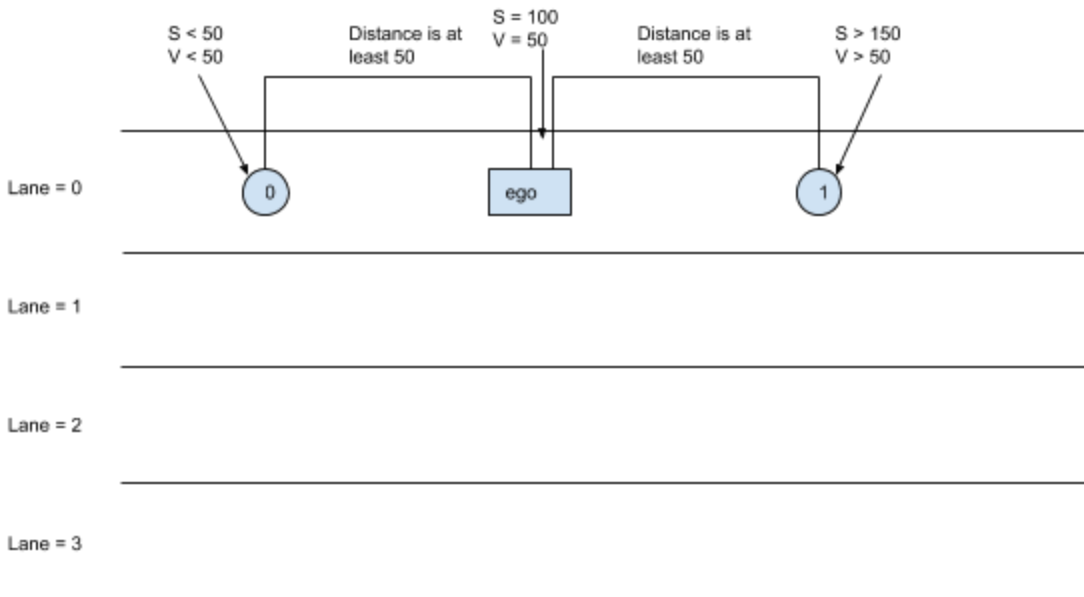 S < 50
V < 50
Distance is at
least 50
S = 100
V = 50
Distance is at
least 50
S > 150
V > 50
Lane = 0
0
ego
1
Lane = 1
Lane = 2
Lane = 3